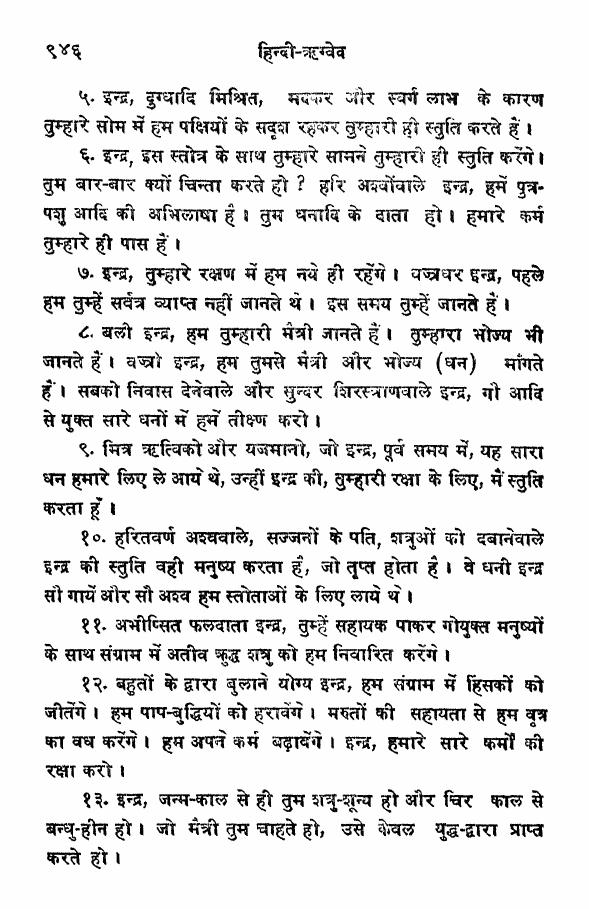 ९४६ हिन्दी-ऋग्वेद
५. इन्द्र, दुग्धादि मिश्रित, मदकर और स्वर्ग लाभ के कारण
तुम्हारे सोम में हम पक्षियों के सदृश रहकर तुम्हारी ही स्तुति करते हैं।
६. इन्द्र, इस स्तोत्र के साथ तुम्हारे सामने तुम्हारी ही स्तुति करेंगे।
तुम बार-बार क्यों चिन्ता करते हो? हरि अश्वोंवाले इन्द्र, हमें पुत्र-
पशु आदि की अभिलाषा है। तुम धनादि के दाता हो। हमारे कर्म
तुम्हारे ही पास हैं।
७. इन्द्र, तुम्हारे रक्षण में हम नये ही रहेंगे। वज्रधर इन्द्र, पहले
हम तुम्हें सर्वत्र व्याप्त नहीं जानते थे। इस समय तुम्हें जानते हैं।
८. बली इन्द्र, हम तुम्हारी मैत्री जानते हैं। तुम्हारा भोज्य भी
जानते हैं। वज्री इन्द्र, हम तुमसे मैत्री और भोज्य (धन) मांगते
हैं। सबको निवास देनेवाले और सुन्दर शिरस्त्राणवाले इन्द्र, गौ आदि
से युक्त सारे धनों में हमें तीक्ष्ण करो।
९. मित्र ऋत्विको और यजमानो, जो इन्द्र, पूर्व समय में, यह सारा
धन हमारे लिए ले आये थे, उन्हीं इन्द्र की, तुम्हारी रक्षा के लिए, मैं स्तुति
करता हूँ।
१०. हरितवर्ण अश्ववाले, सज्जनों के पति, शत्रुओं को दबानेवाले
इन्द्र की स्तुति वही मनुष्य करता है, जो तृप्त होता है। वे धनी इन्द्र
सौ गायें और सौ अश्व हम स्तोताओं के लिए लाये थे।
११. अभीप्सित फलदाता इन्द्र, तुम्हें सहायक पाकर गोयुक्त मनुष्यों
के साथ संग्राम में अतीव क्रुद्ध शत्रु को हम निवारित करेंगे।
१२. बहुतों के द्वारा बुलाने योग्य इन्द्र, हम संग्राम में हिंसकों को
जीतेंगे। हम पाप-बुद्धियों को हरावेंगे। मरुतों की सहायता से हम वृत्र
का वध करेंगे। हम अपने कर्म बढ़ावेंगे। इन्द्र, हमारे सारे कर्मों की
रक्षा करो।
१३. इन्द्र, जन्म-काल से ही तुम शत्रु-शून्य हो और चिर काल से
बन्धु-हीन हो। जो मैत्री तुम चाहते हो, उसे केवल युद्ध-द्वारा प्राप्त
करते हो।